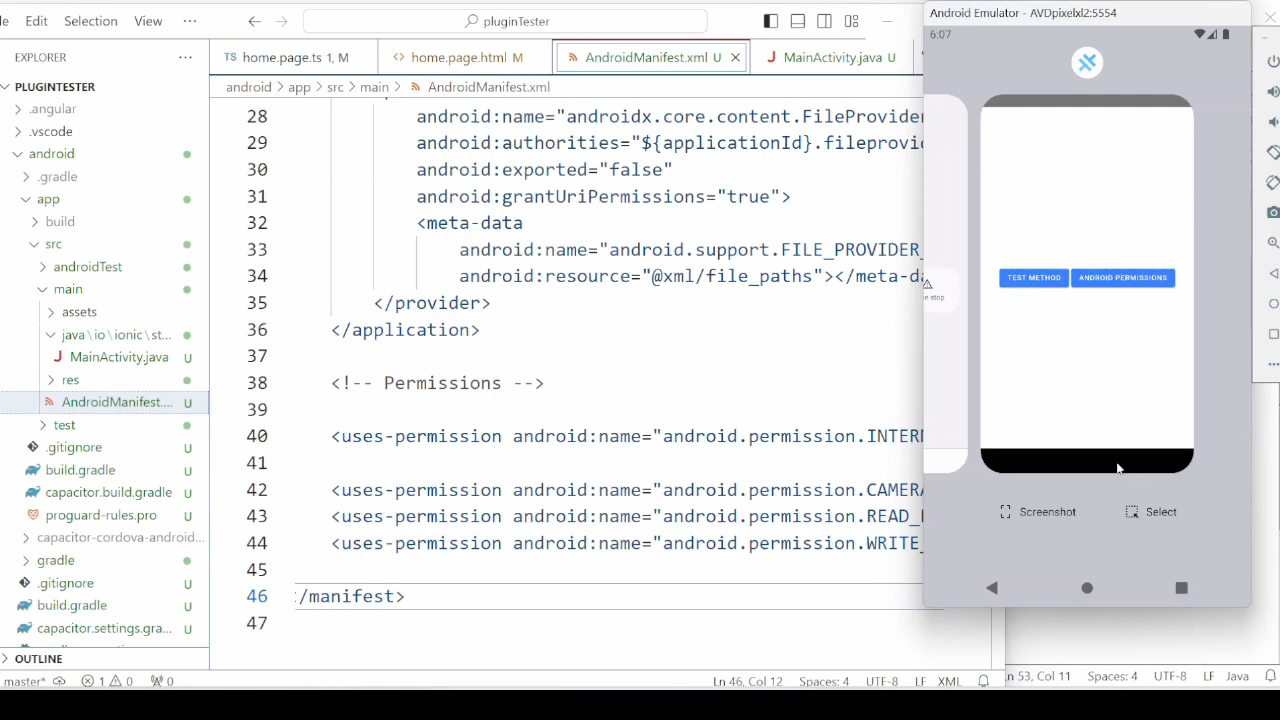 Edit Selection View ··· pluginTester
EXPLORER ···
PLUGINTESTER
.angular
.vscode
android
.gradle
app
build
src
androidTest
main
assets
java\io\ionic\st...
J MainActivity.java U
res
AndroidManifest.... U
test
.gitignore U
build.gradle U
capacitor.build.gradle U
proguard-rules.pro U
capacitor-cordova-android...
gradle
.gitignore U
build.gradle U
capacitor.settings.gra... U
OUTLINE
TS home.page.ts 1, M <> home.page.html M AndroidManifest.xml U J MainActivity.java U
android > app > src > main > AndroidManifest.xml
28 android:name="androidx.core.content.FileProvider
29 android:authorities="${applicationId}.fileprovi
30 android:exported="false"
31 android:grantUriPermissions="true">
32 <meta-data
33 android:name="android.support.FILE_PROVIDER_
34 android:resource="@xml/file_paths"></meta-da
35 </provider>
36 </application>
37
38 <!-- Permissions -->
39
40 <uses-permission android:name="android.permission.INTERN
41
42 <uses-permission android:name="android.permission.CAMERA
43 <uses-permission android:name="android.permission.READ_
44 <uses-permission android:name="android.permission.WRITE_
45
46 /manifest>
47
master* 1 0 0 Ln 46, Col 12 Spaces: 4 UTF-8 LF XML
Android Emulator - AVDpixelxl2:5554
6:07
e stop
TEST METHOD ANDROID PERMISSIONS
Screenshot Select
Ln 53, Col 11 Spaces: 4 UTF-8 LF Java